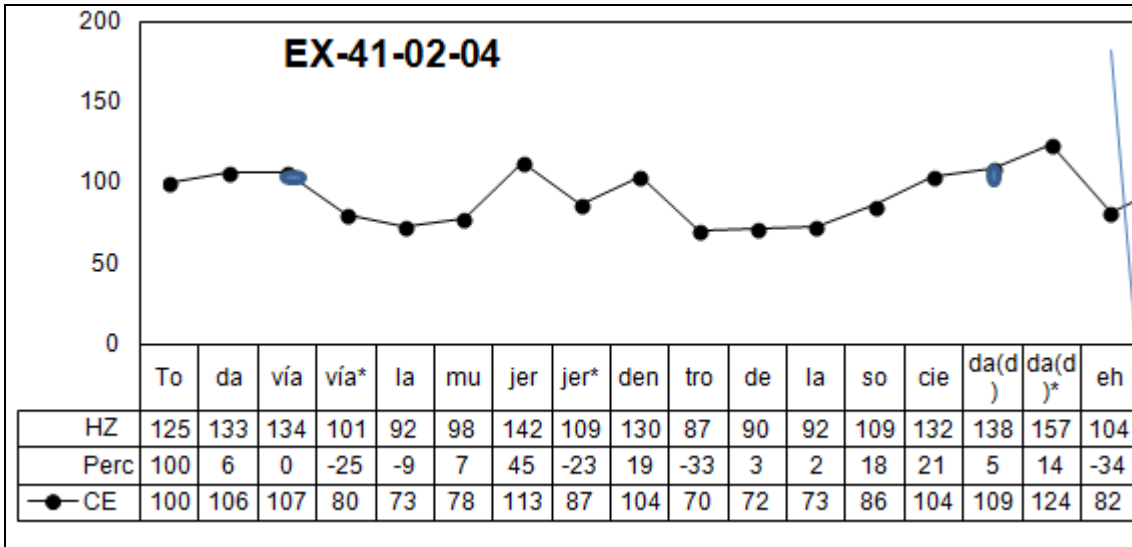 200
EX-41-02-04
150
100
50
0
To da vía vía* la mu jer jer* den tro de la so cie da(d) da(d)* eh
HZ 125 133 134 101 92 98 142 109 130 87 90 92 109 132 138 157 104
Perc 100 6 0 -25 -9 7 45 -23 19 -33 3 2 18 21 5 14 -34
CE 100 106 107 80 73 78 113 87 104 70 72 73 86 104 109 124 82